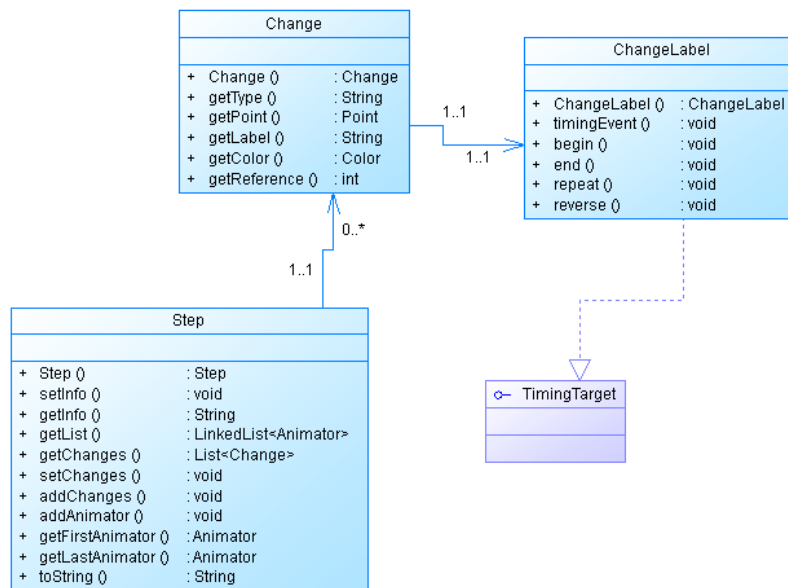 Change
+ Change () : Change
+ getType () : String
+ getPoint () : Point
+ getLabel () : String
+ getColor () : Color
+ getReference () : int
ChangeLabel
+ ChangeLabel () : ChangeLabel
+ timingEvent () : void
+ begin () : void
+ end () : void
+ repeat () : void
+ reverse () : void
1..1
1..1
0..*
1..1
Step
+ Step () : Step
+ setInfo () : void
+ getInfo () : String
+ getList () : LinkedList<Animator>
+ getChanges () : List<Change>
+ setChanges () : void
+ addChanges () : void
+ addAnimator () : void
+ getFirstAnimator () : Animator
+ getLastAnimator () : Animator
+ toString () : String
TimingTarget